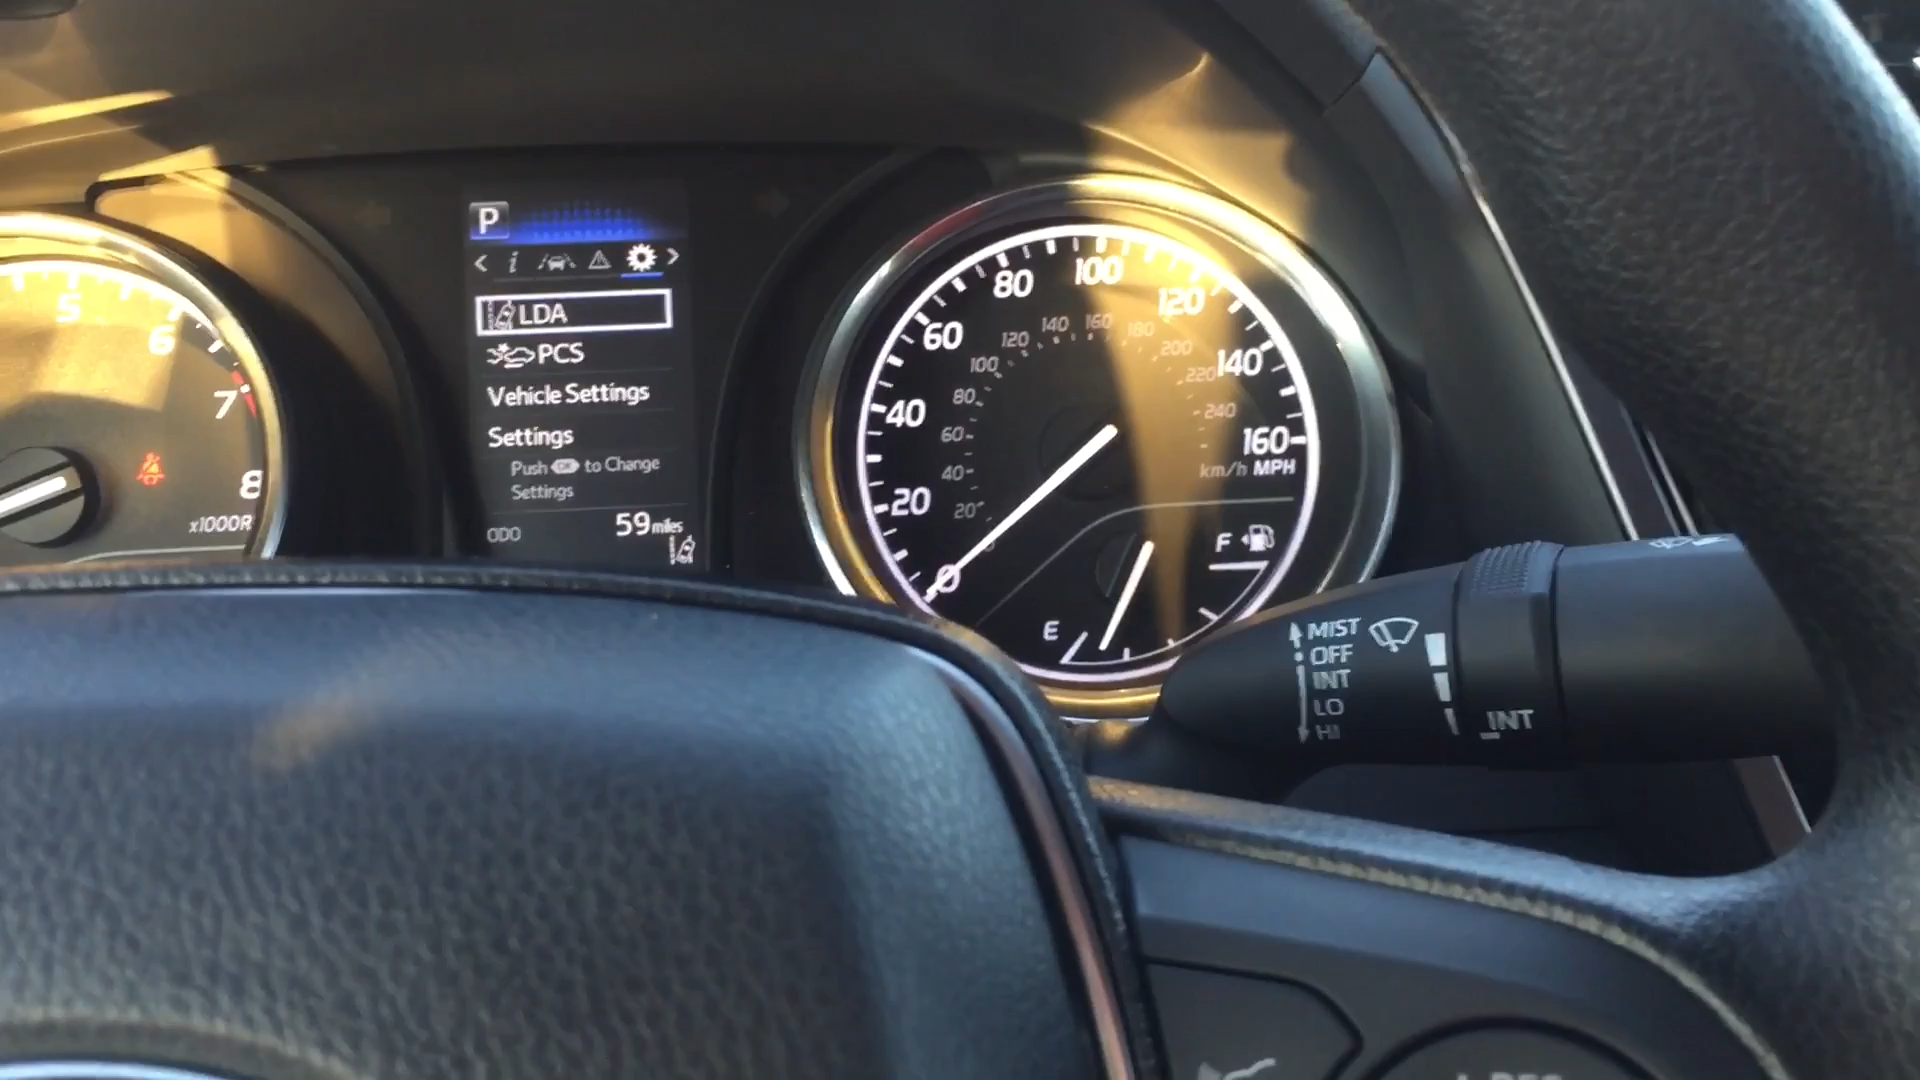 P
< i >
LDA
PCS
Vehicle Settings
Settings
Push OK to Change
Settings
ODO 59 miles
5
6
7
8
x1000R
0
20
40
60
80
100
120
140
160
km/h MPH
20
40
60
80
100
120
140
160
180
200
220
240
E
F
MIST
OFF
INT
LO
HI
INT